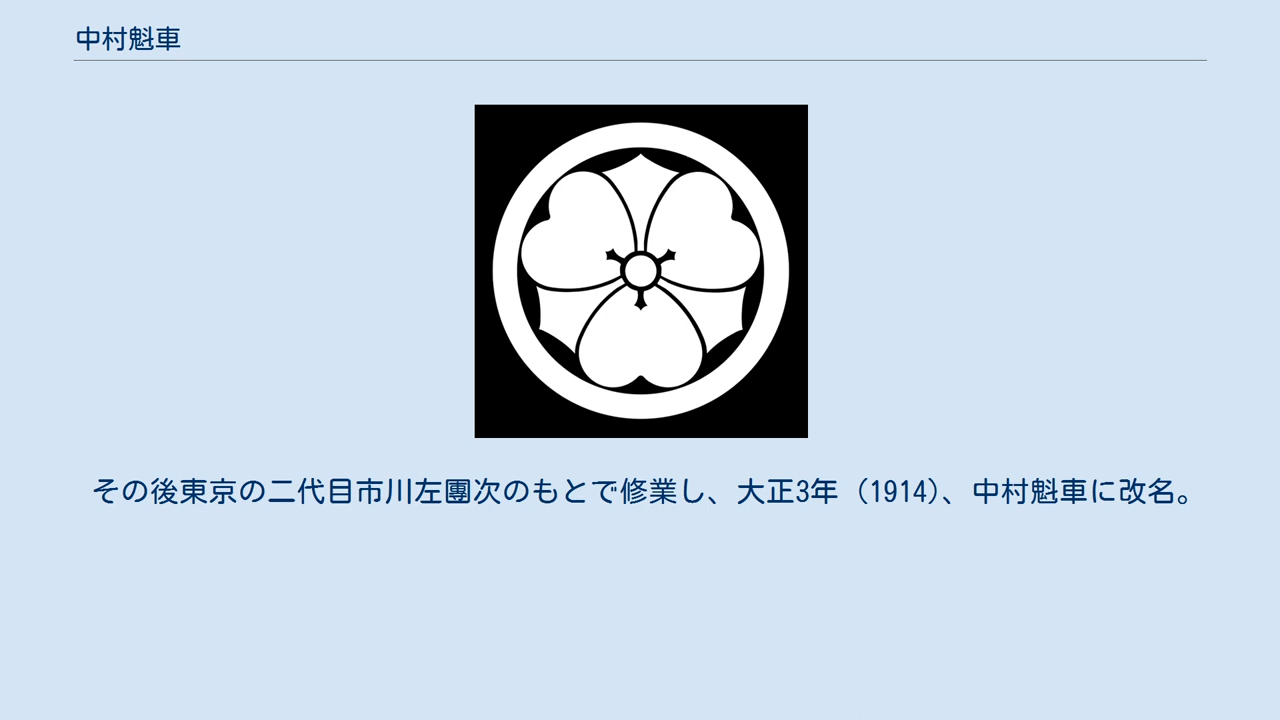 中村魁車
その後東京の二代目市川左團次のもとで修業し、大正3年（1914）、中村魁車に改名。